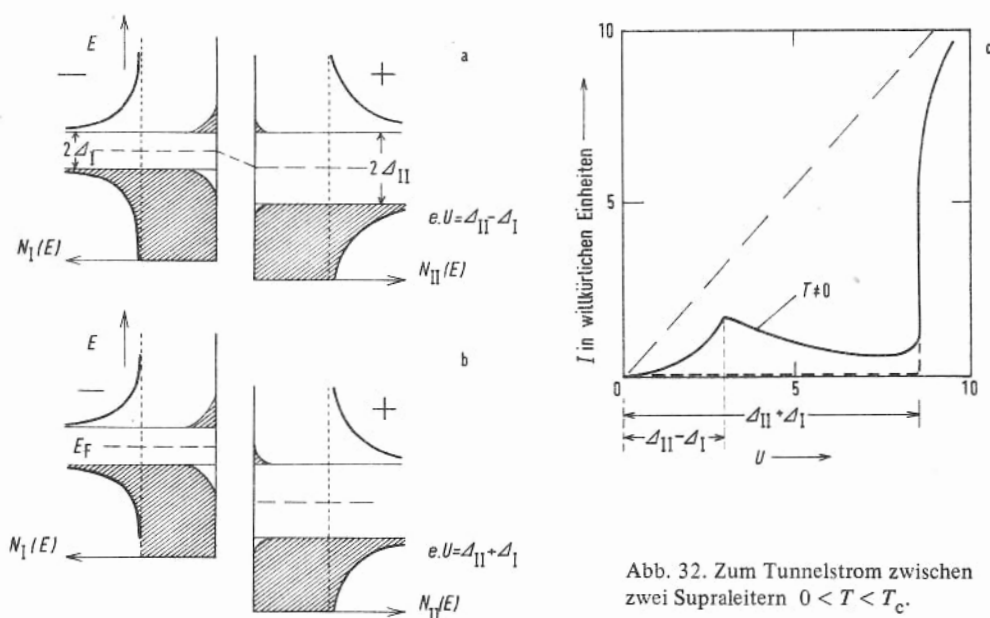 E
a
−
+
2Δ_I
2Δ_II
e.U=Δ_II−Δ_I
N_I(E)
N_II(E)
E
b
−
+
E_F
N_I(E)
e.U=Δ_II+Δ_I
N_II(E)
10
c
I in willkürlichen Einheiten
5
T≠0
0
5
10
Δ_II+Δ_I
Δ_II−Δ_I
U
Abb. 32. Zum Tunnelstrom zwischen
zwei Supraleitern 0 < T < T_c.